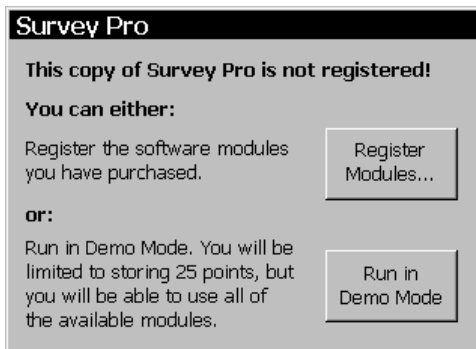 Survey Pro
This copy of Survey Pro is not registered!
You can either:
Register the software modules
you have purchased.
Register
Modules...
or:
Run in Demo Mode. You will be
limited to storing 25 points, but
you will be able to use all of
the available modules.
Run in
Demo Mode